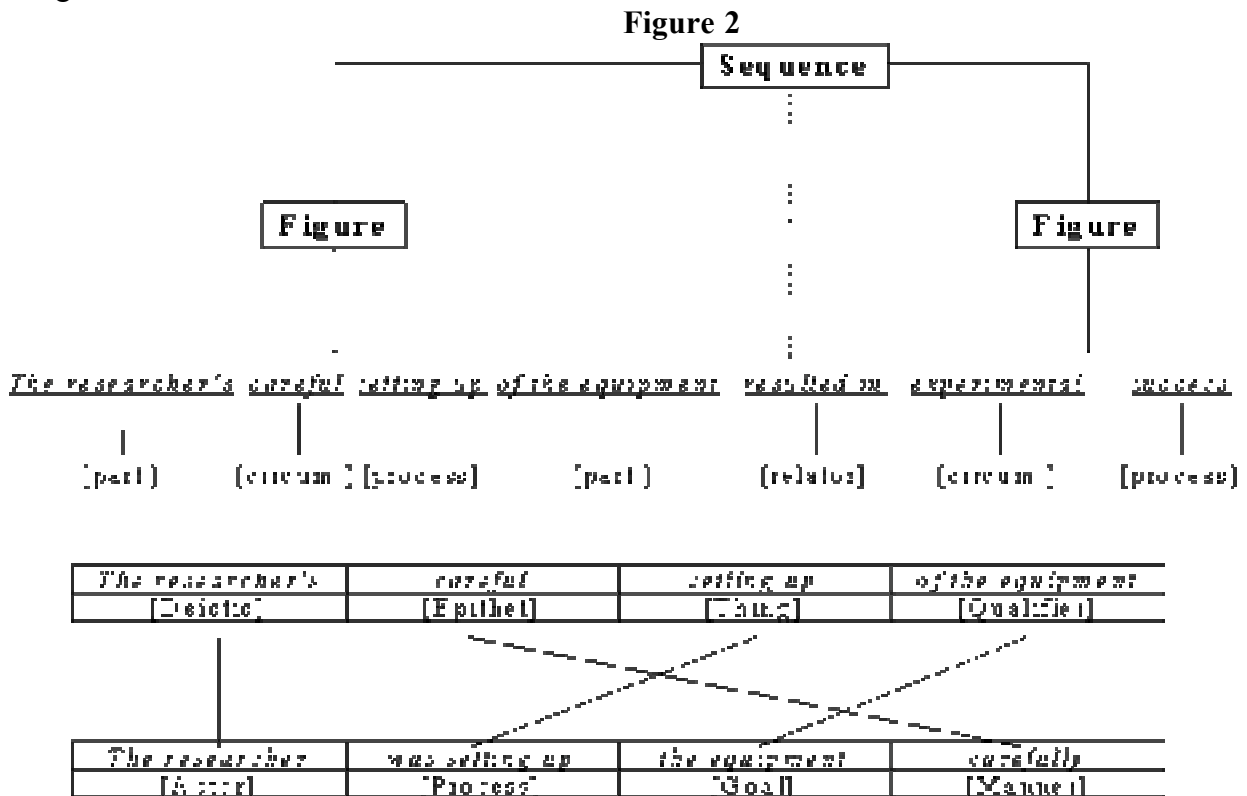 Figure 2
Sequence
Figure Figure
The researcher's careful setting up of the equipment resulted in experimental success
[part] [circum] [process] [part] [relator] [circum] [process]
The researcher's careful setting up of the equipment
[Deictic] [Epithet] [Thing] [Qualifier]
The researcher was setting up the equipment carefully
[Actor] [Process] [Goal] [Manner]